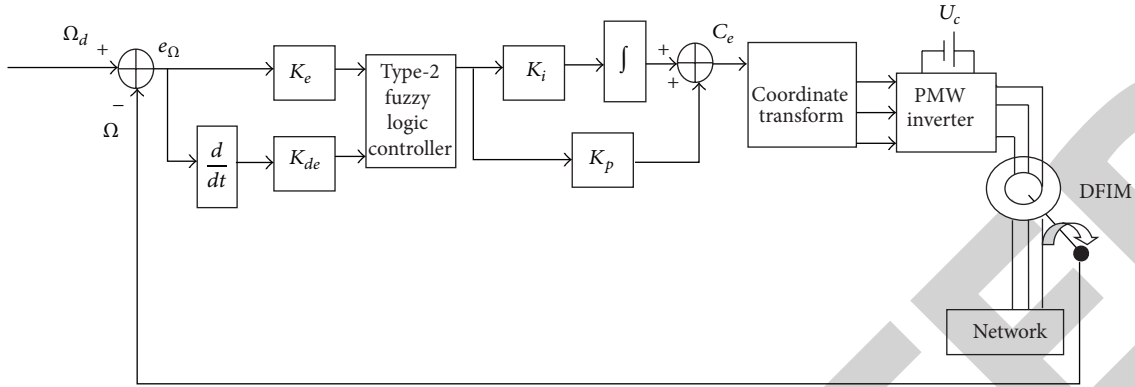 Ω_d
+
e_Ω
−
Ω
K_e
d/dt
K_de
Type-2
fuzzy
logic
controller
K_i
∫
K_p
+
+
C_e
Coordinate
transform
U_c
PMW
inverter
DFIM
Network